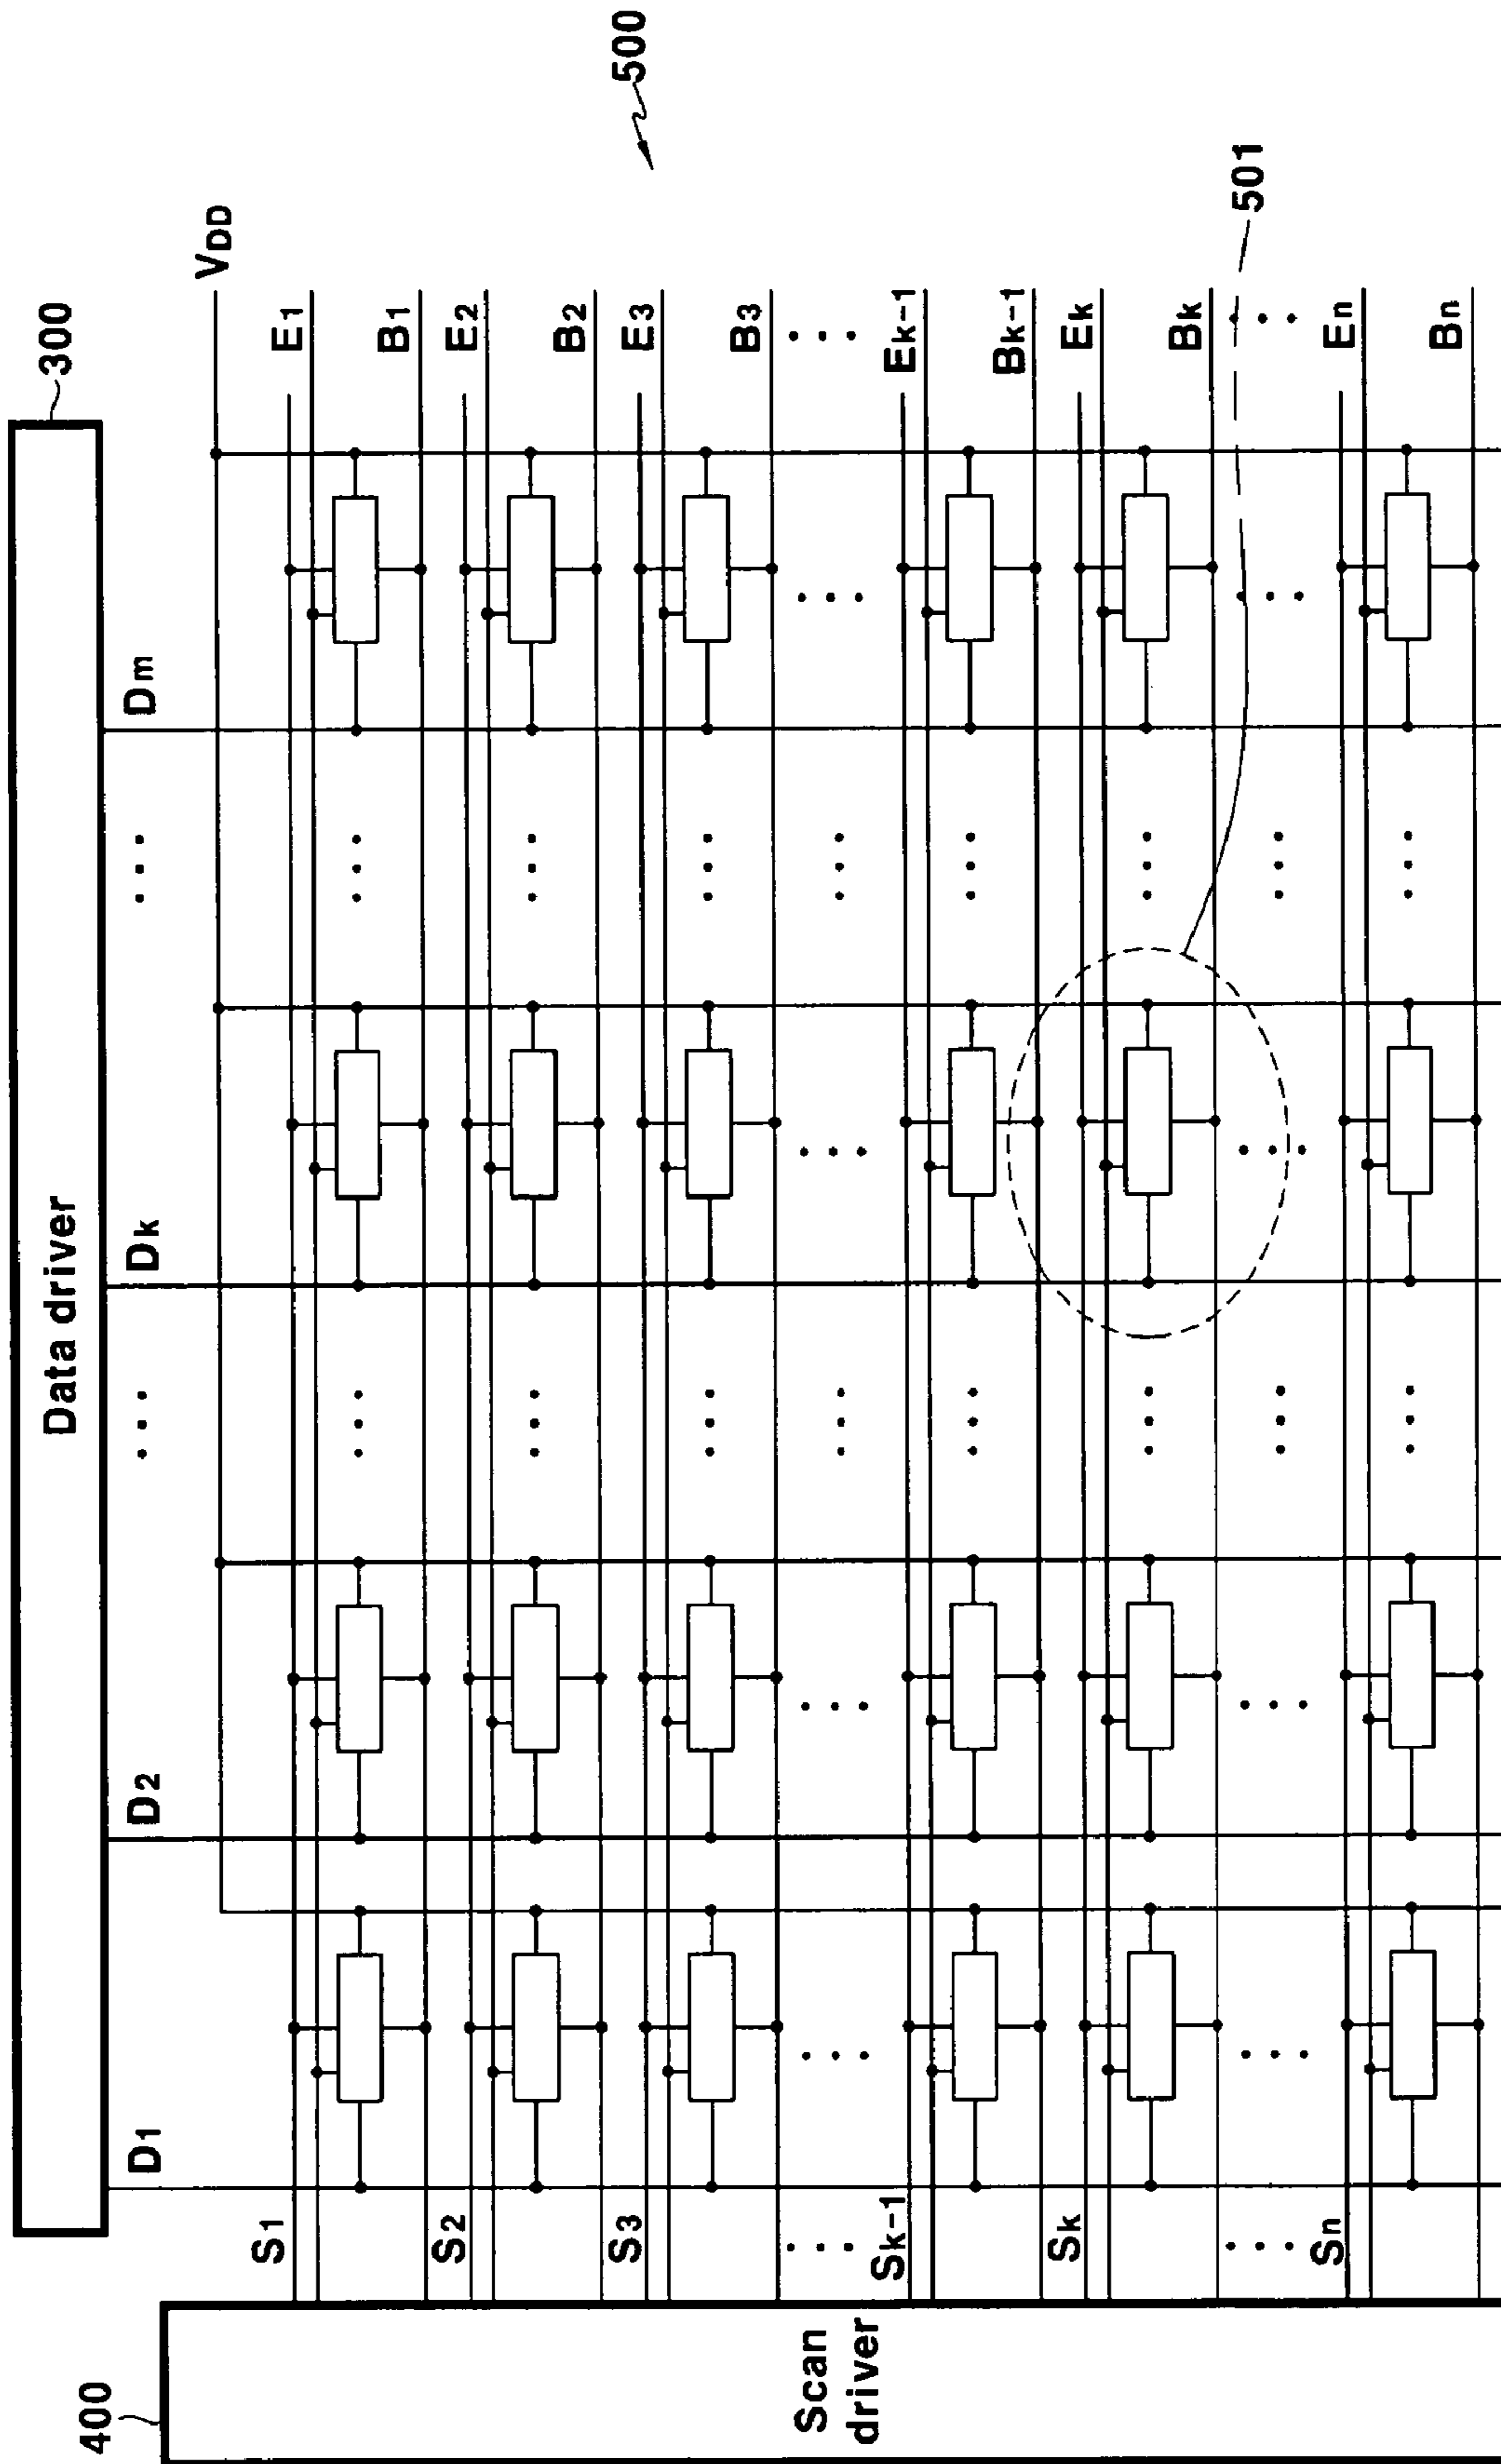 300
Data driver
400
Scan
driver
500
501
D1
D2
...
Dk
...
Dm
VDD
S1
E1
B1
S2
E2
B2
S3
E3
B3
...
Sk-1
Ek-1
Bk-1
Sk
Ek
Bk
...
Sn
En
Bn